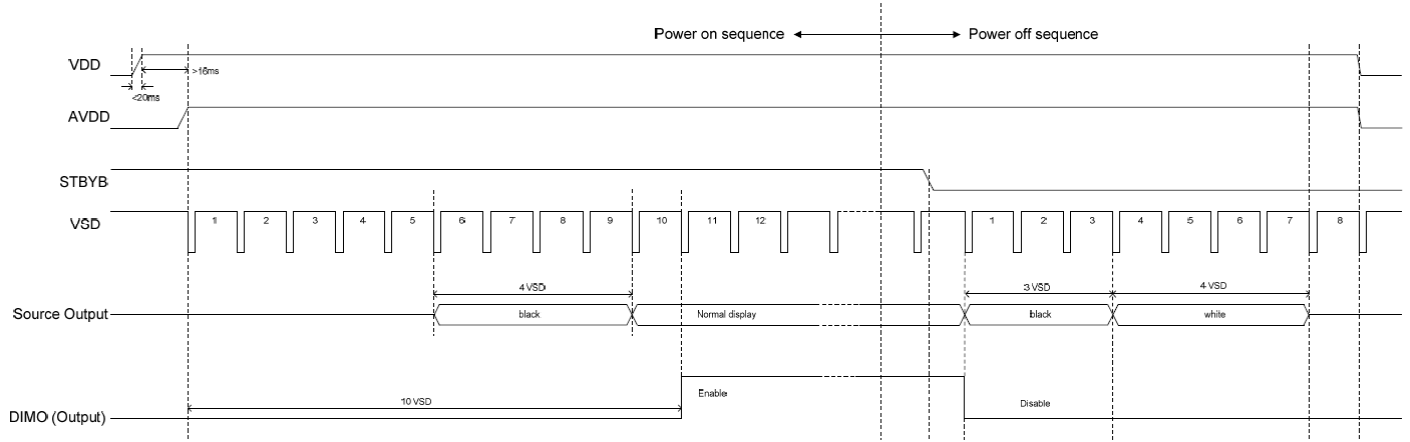 Power on sequence
Power off sequence
VDD
>16ms
<20ms
AVDD
STBYB
VSD
1 2 3 4 5 6 7 8 9 10 11 12 1 2 3 4 5 6 7 8
4 VSD
3 VSD
4 VSD
Source Output
black
Normal display
black
white
Enable
10 VSD
Disable
DIMO (Output)